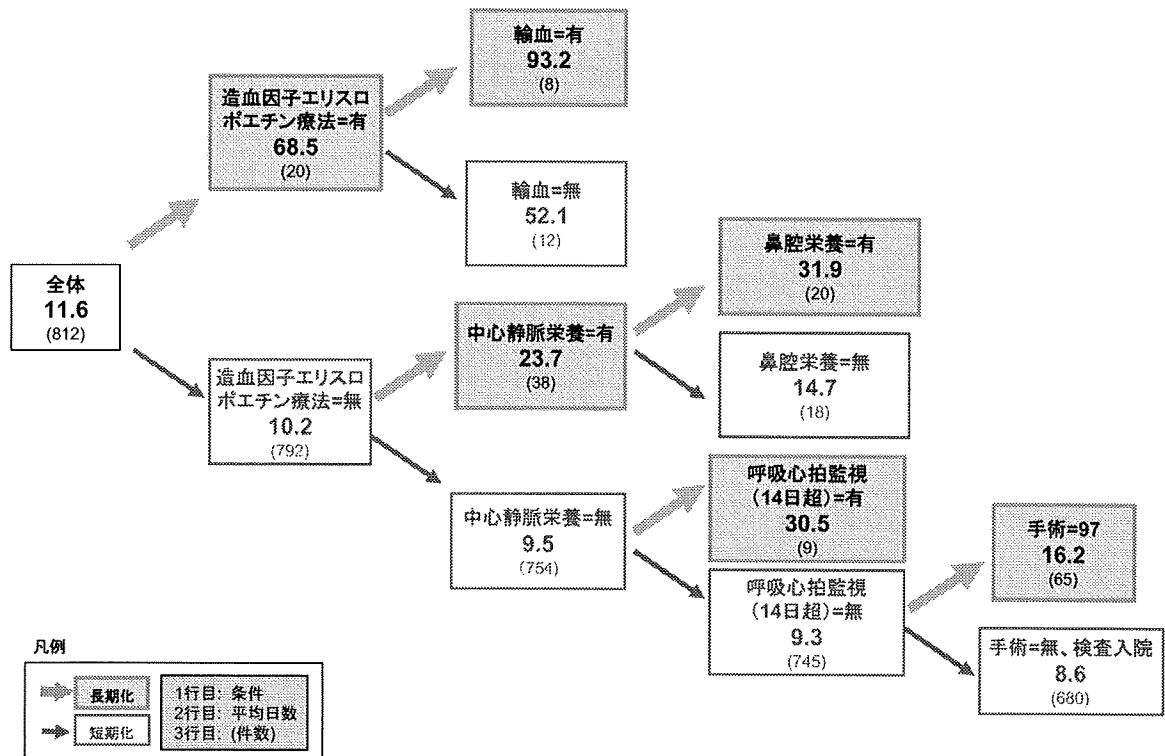 輸血=有
93.2
(8)
造血因子エリスロ
ポエチン療法=有
68.5
(20)
輸血=無
52.1
(12)
鼻腔栄養=有
31.9
(20)
全体
11.6
(812)
中心静脈栄養=有
23.7
(38)
鼻腔栄養=無
14.7
(18)
造血因子エリスロ
ポエチン療法=無
10.2
(792)
呼吸心拍監視
(14日超)=有
30.5
(9)
中心静脈栄養=無
9.5
(754)
手術=97
16.2
(65)
呼吸心拍監視
(14日超)=無
9.3
(745)
手術=無、検査入院
8.6
(680)
凡例
長期化
短期化
1行目: 条件
2行目: 平均日数
3行目: (件数)